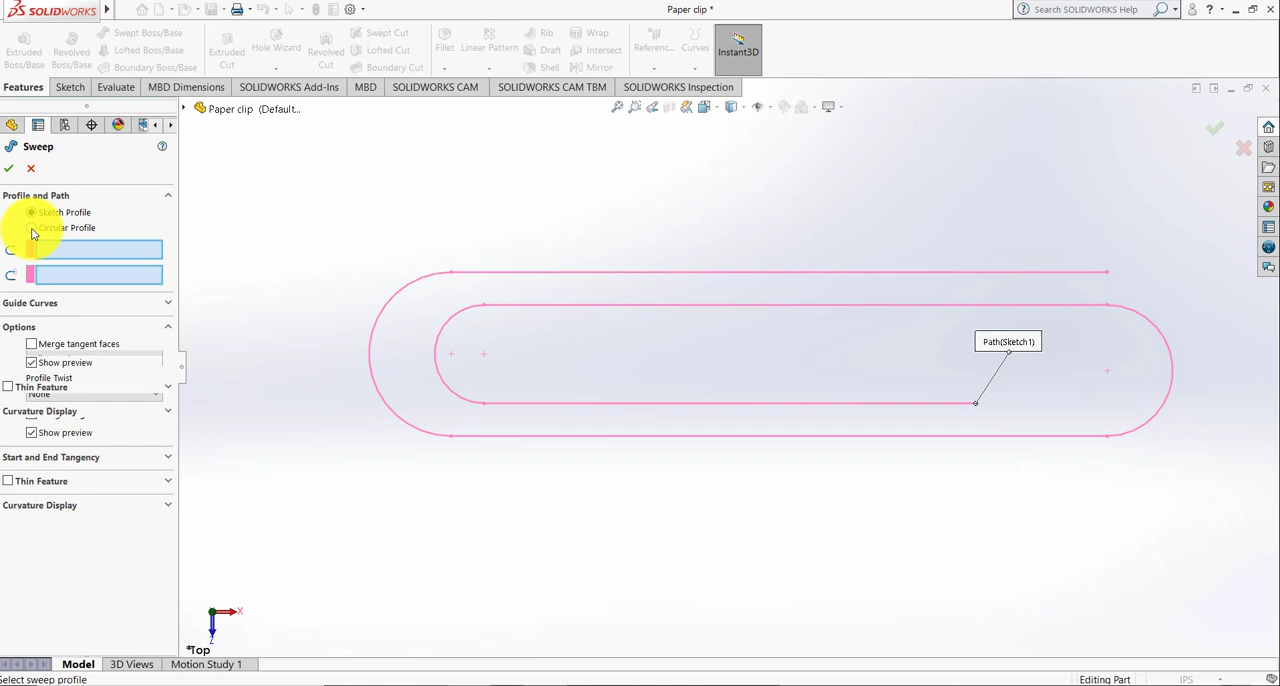 SOLIDWORKS
Paper clip *
Search SOLIDWORKS Help
?
Extruded Boss/Base
Revolved Boss/Base
Swept Boss/Base
Lofted Boss/Base
Boundary Boss/Base
Extruded Cut
Hole Wizard
Revolved Cut
Swept Cut
Lofted Cut
Boundary Cut
Fillet
Linear Pattern
Rib
Draft
Shell
Wrap
Intersect
Mirror
Referenc...
Curves
Instant3D
Features
Sketch
Evaluate
MBD Dimensions
SOLIDWORKS Add-Ins
MBD
SOLIDWORKS CAM
SOLIDWORKS CAM TBM
SOLIDWORKS Inspection
Paper clip (Default...
Sweep
?
Profile and Path
Sketch Profile
Circular Profile
Guide Curves
Options
Merge tangent faces
Show preview
Profile Twist
Thin Feature
None
Curvature Display
Show preview
Start and End Tangency
Thin Feature
Curvature Display
Path(Sketch1)
X
Z
*Top
Model
3D Views
Motion Study 1
Select sweep profile
Editing Part
IPS